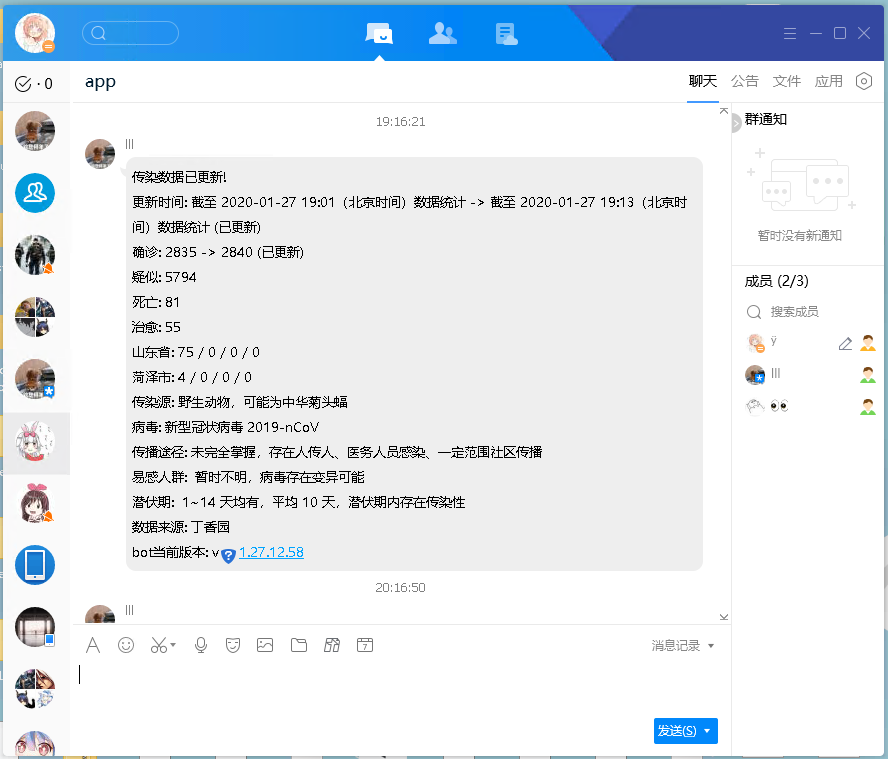 · 0
app
聊天 公告 文件 应用
19:16:21
lll
传染数据已更新!
更新时间: 截至 2020-01-27 19:01（北京时间）数据统计 -> 截至 2020-01-27 19:13（北京时
间）数据统计 (已更新)
确诊: 2835 -> 2840 (已更新)
疑似: 5794
死亡: 81
治愈: 55
山东省: 75 / 0 / 0 / 0
菏泽市: 4 / 0 / 0 / 0
传染源: 野生动物，可能为中华菊头蝠
病毒: 新型冠状病毒 2019-nCoV
传播途径: 未完全掌握，存在人传人、医务人员感染、一定范围社区传播
易感人群: 暂时不明，病毒存在变异可能
潜伏期: 1~14 天均有，平均 10 天，潜伏期内存在传染性
数据来源: 丁香园
bot当前版本: v 1.27.12.58
20:16:50
lll
消息记录
发送(S)
群通知
暂时没有新通知
成员 (2/3)
搜索成员
ÿ
lll